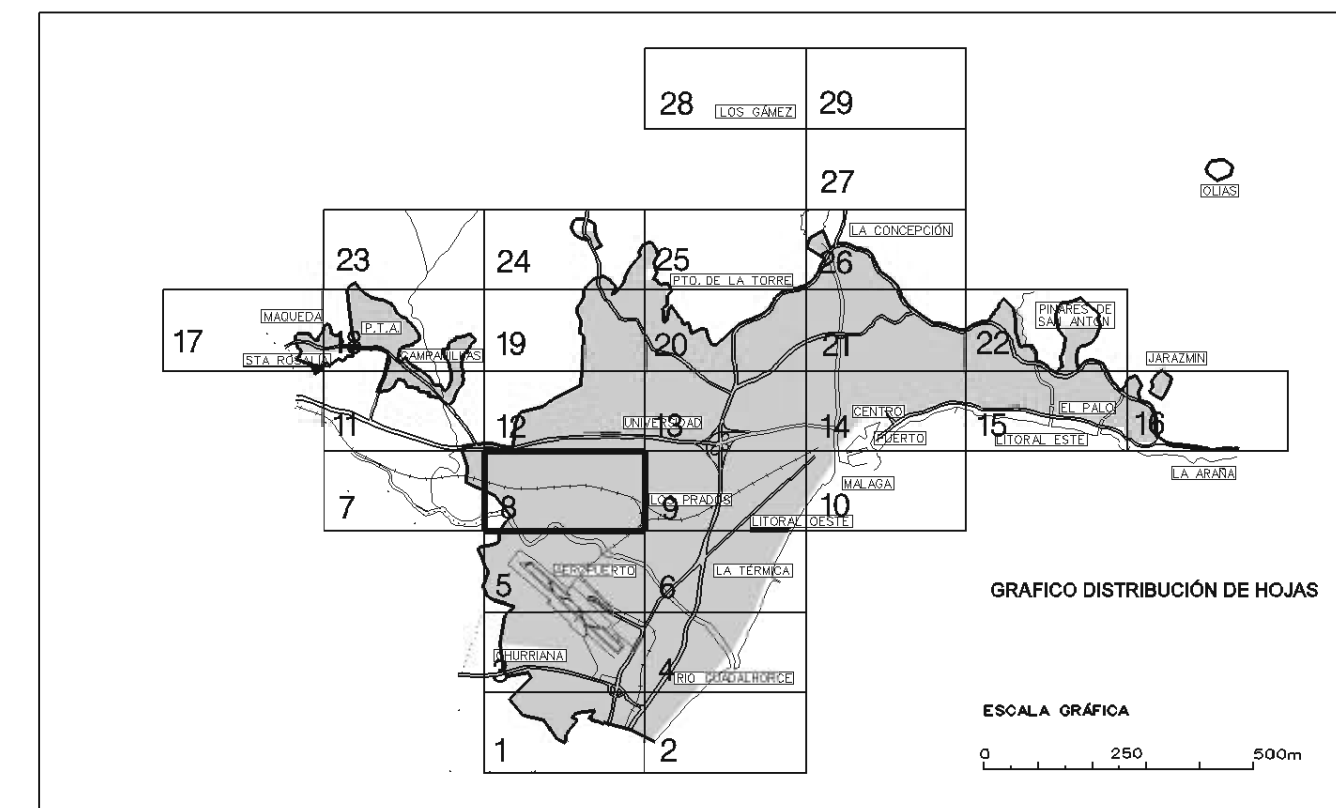 28 LOS GÁMEZ 29
27
OLIAS
LA CONCEPCIÓN
23 24 25 26
PTO. DE LA TORRE
MAQUEDA P.T.A. PINARES DE
SAN ANTÓN
17 18 19 20 21 22
STA ROSALIA CAMPANILLAS JARAZMIN
CENTRO EL PALO
11 12 UNIVERSIDAD 13 14 15 16
PUERTO LITORAL ESTE
LA ARAÑA
MALAGA
7 8 LOS PRADOS 9 10
LITORAL OESTE
AEROPUERTO LA TÉRMICA
5 6
GRAFICO DISTRIBUCIÓN DE HOJAS
CHURRIANA
3 4 RIO GUADALHORCE
ESCALA GRÁFICA
1 2
0 250 500m